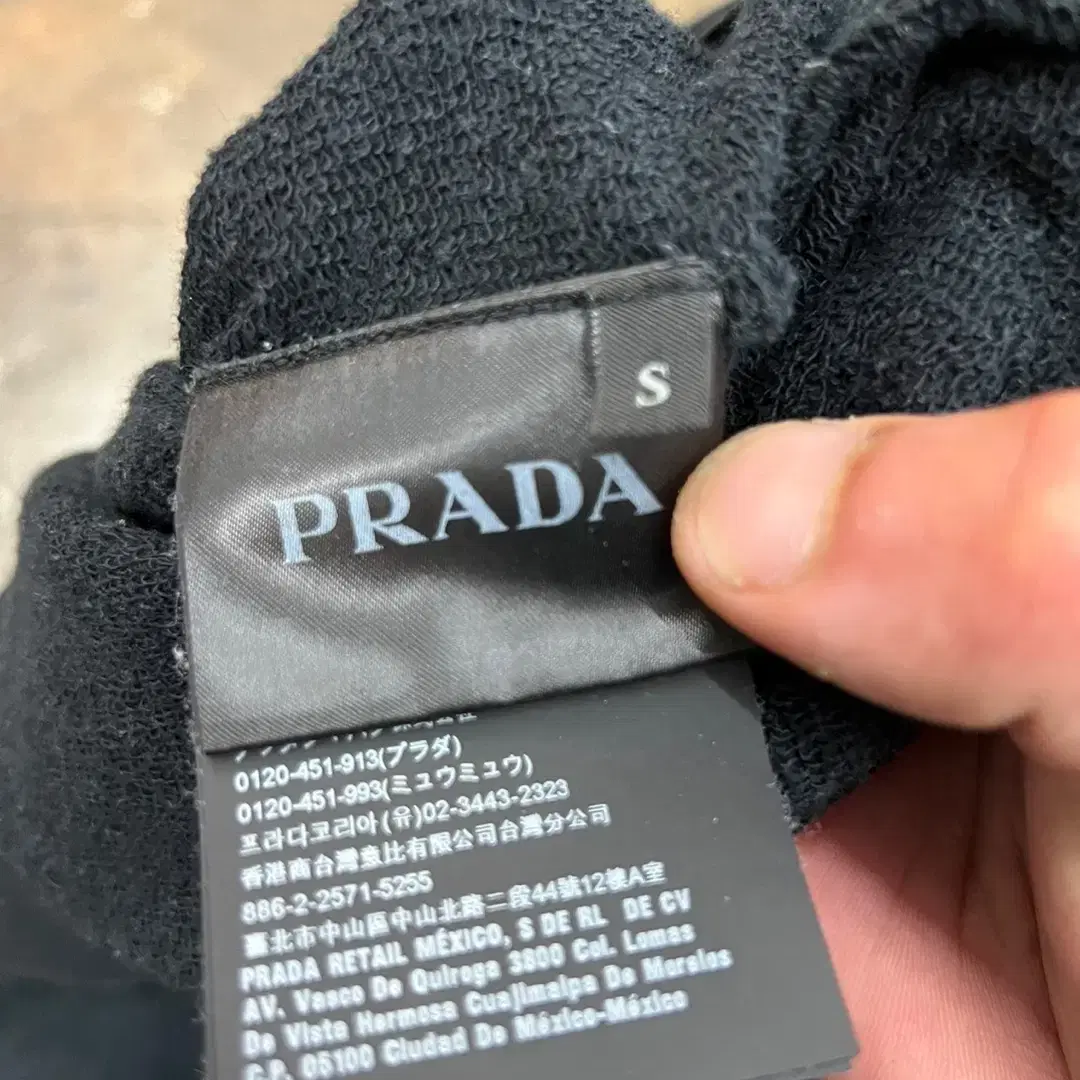 S
PRADA
0120-451-913(プラダ)
0120-451-993(ミュウミュウ)
프라다코리아(유)02-3443-2323
香港商台灣意比有限公司台灣分公司
886-2-2571-5255
臺北市中山區中山北路二段44號12樓A室
PRADA RETAIL MÉXICO, S DE RL DE CV
AV. Vasco De Quiroga 3800 Col. Lomas
De Vista Hermosa Cuajimalpa De Morelos
C.P. 05100 Ciudad De México-México